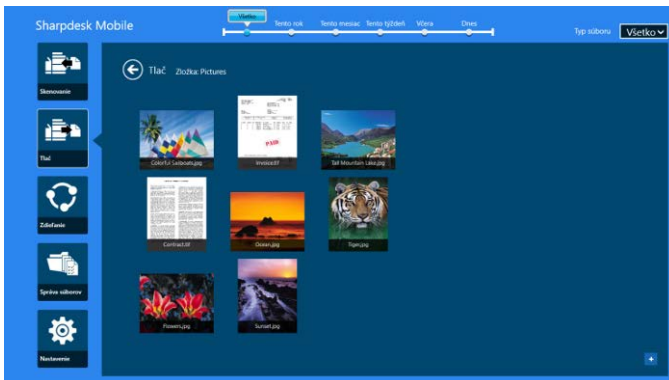 Sharpdesk Mobile
Všetko
Tento rok
Tento mesiac
Tento týždeň
Včera
Dnes
Typ súboru
Všetko
Skenovanie
Tlač
Zdieľanie
Správa súborov
Nastavenie
Tlač Zložka: Pictures
Colorful Sailboats.jpg
PAID
Invoice.tif
Tall Mountain Lake.jpg
Contract.tif
Ocean.jpg
Tiger.jpg
Flowers.jpg
Sunset.jpg